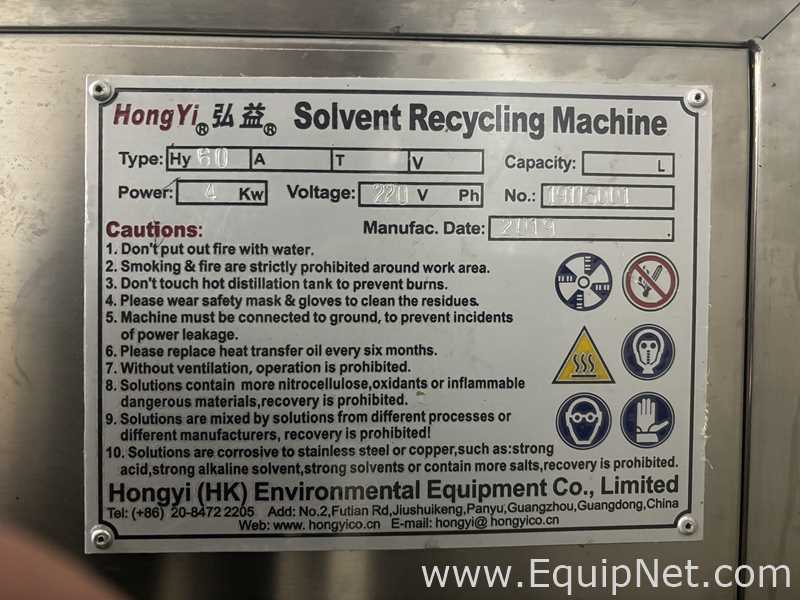 HongYi® 弘益® Solvent Recycling Machine
Type: Hy 60 A T V Capacity: L
Power: 4 Kw Voltage: 220 V Ph No.:
Manufac. Date: 2019
Cautions:
1. Don't put out fire with water.
2. Smoking & fire are strictly prohibited around work area.
3. Don't touch hot distillation tank to prevent burns.
4. Please wear safety mask & gloves to clean the residues.
5. Machine must be connected to ground, to prevent incidents
of power leakage.
6. Please replace heat transfer oil every six months.
7. Without ventilation, operation is prohibited.
8. Solutions contain more nitrocellulose,oxidants or inflammable
dangerous materials,recovery is prohibited.
9. Solutions are mixed by solutions from different processes or
different manufacturers, recovery is prohibited!
10. Solutions are corrosive to stainless steel or copper,such as:strong
acid,strong alkaline solvent,strong solvents or contain more salts,recovery is prohibited.
Hongyi (HK) Environmental Equipment Co., Limited
Tel: (+86) 20-8472 2205 Add: No.2,Futian Rd,Jiushuikeng,Panyu,Guangzhou,Guangdong,China
Web: www. hongyico.cn E-mail: hongyi@ hongyico.cn
www.EquipNet.com